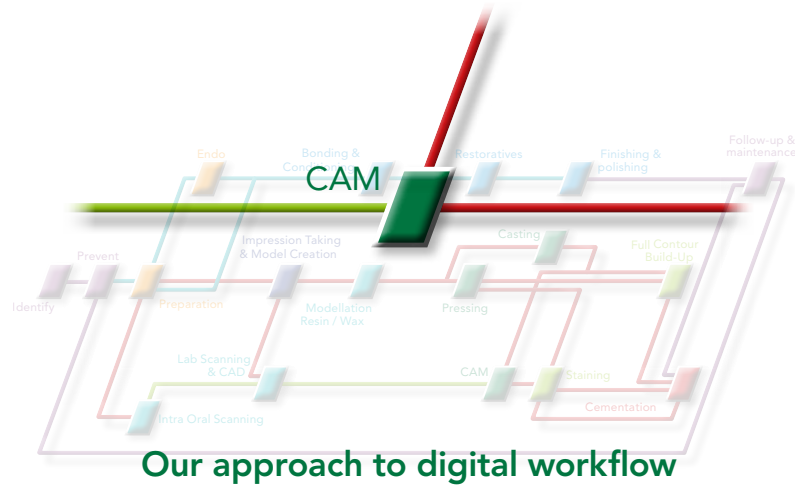 Follow-up &
maintenance
Endo
Bonding &
Restoratives
Finishing &
polishing
CAM
Casting
Impression Taking
& Model Creation
Full Contour
Build-Up
Prevent
Identify
Preparation
Modellation
Resin / Wax
Pressing
Lab Scanning
& CAD
CAM
Staining
Cementation
Intra Oral Scanning
Our approach to digital workflow